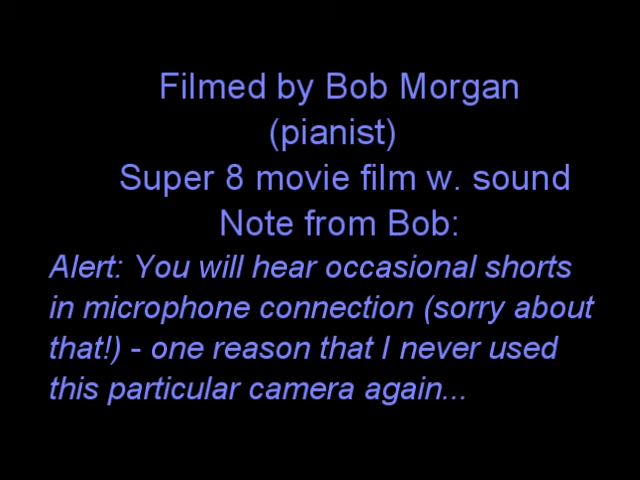 Filmed by Bob Morgan
(pianist)
Super 8 movie film w. sound
Note from Bob:
Alert: You will hear occasional shorts
in microphone connection (sorry about
that!) - one reason that I never used
this particular camera again...